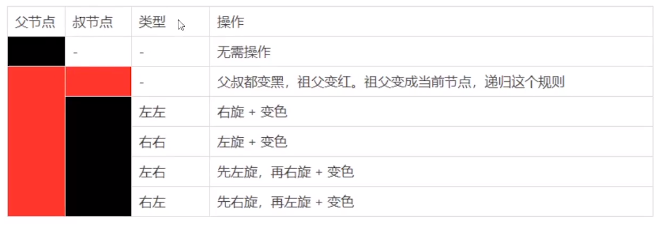 父节点 叔节点 类型 操作
- - 无需操作
- 父叔都变黑，祖父变红。祖父变成当前节点，递归这个规则
左左 右旋 + 变色
右右 左旋 + 变色
左右 先左旋，再右旋 + 变色
右左 先右旋，再左旋 + 变色